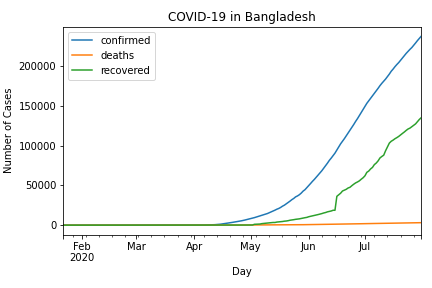 COVID-19 in Bangladesh
confirmed
deaths
recovered
200000
150000
100000
50000
0
Number of Cases
Feb
2020
Mar
Apr
May
Jun
Jul
Day